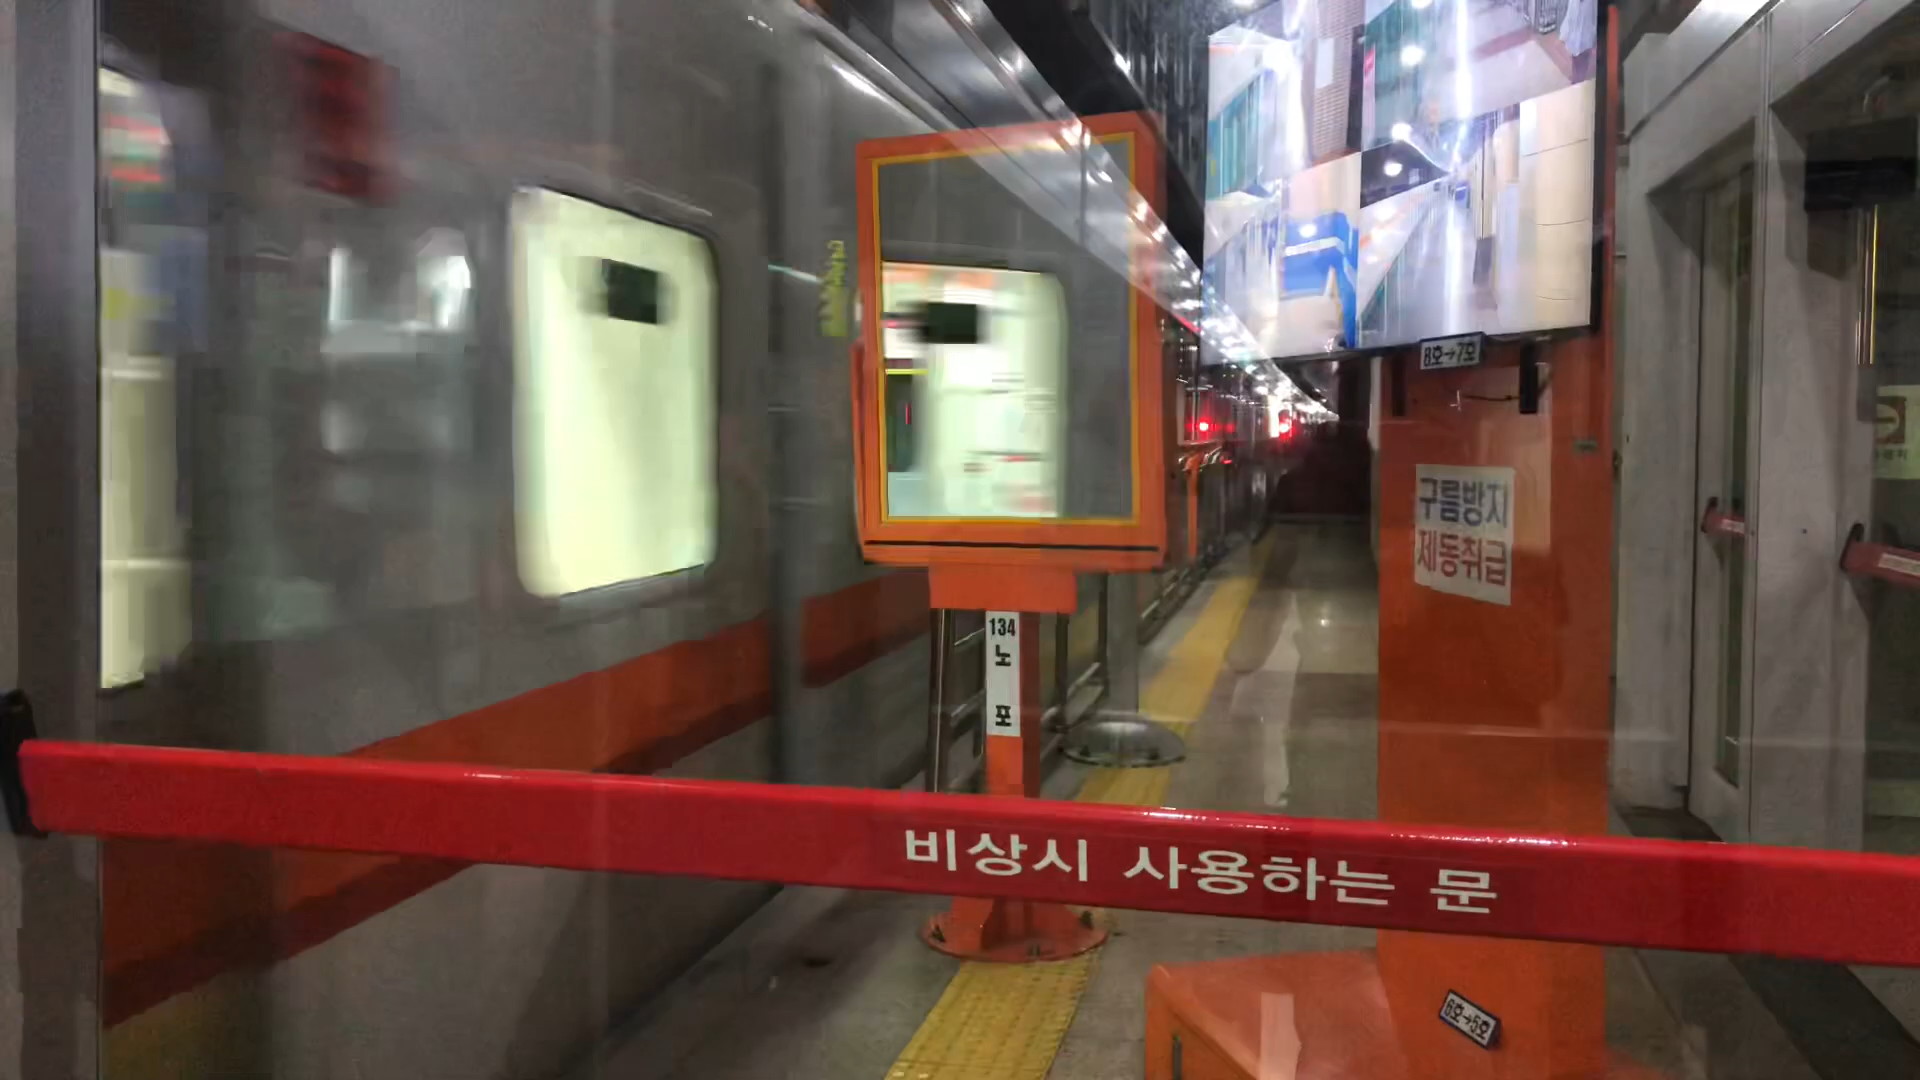 8호→7호
구름방지
제동취급
134
노
포
비상시 사용하는 문
6호→5호